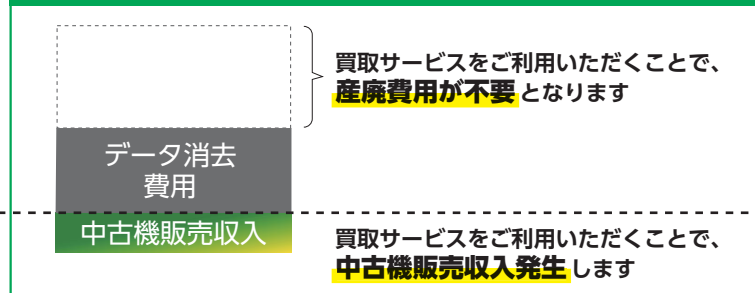 買取サービスをご利用いただくことで、
産廃費用が不要となります
データ消去
費用
中古機販売収入
買取サービスをご利用いただくことで、
中古機販売収入発生します